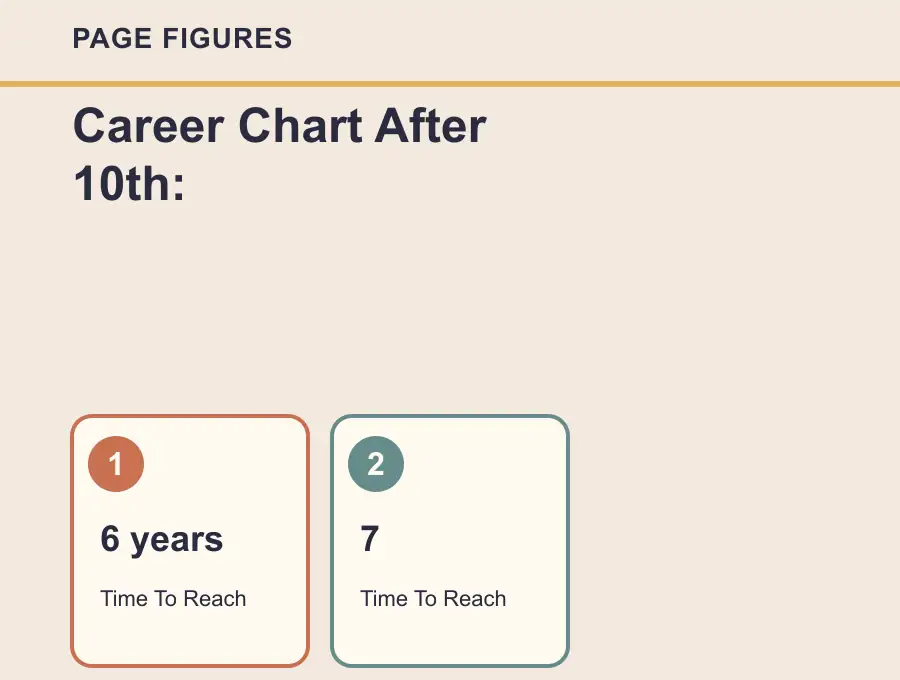 PAGE FIGURES
Career Chart After
10th:
1
2
6 years
7
Time To Reach
Time To Reach